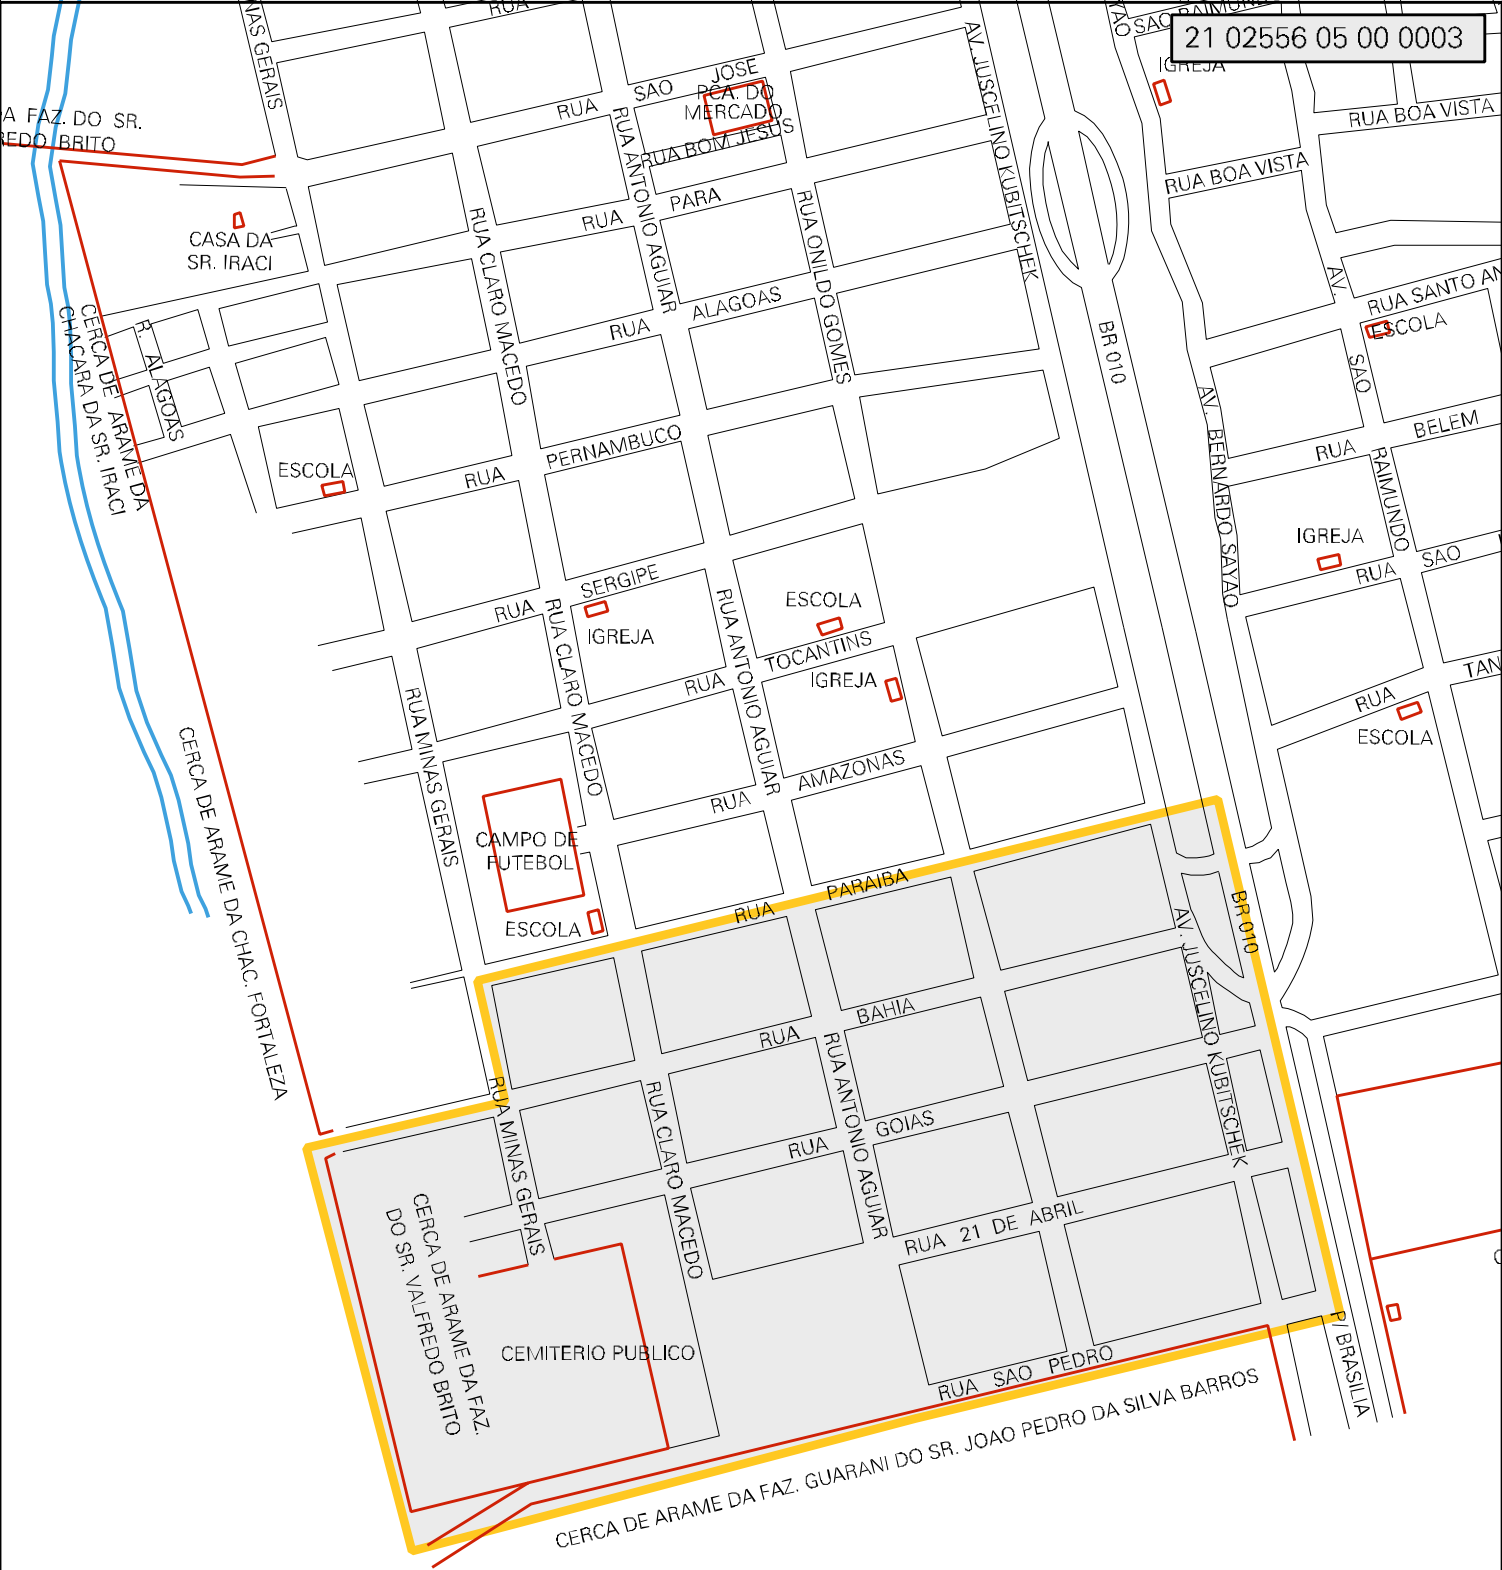 RUA
NAS GERAIS
YAO
SAO RAIMUNDO
21 02556 05 00 0003
IGREJA
RUA BOA VISTA
A FAZ. DO SR.
REDO BRITO
RUA SAO JOSE
PCA. DO
MERCADO
RUA BOM JESUS
AV. JUSCELINO KUBITSCHEK
RUA BOA VISTA
RUA ANTONIO AGUIAR
RUA PARA
CASA DA
SR. IRACI
RUA CLARO MACEDO
RUA ONILDO GOMES
RUA ALAGOAS
BR 010
AV. SAO RAIMUNDO
RUA SANTO AN
ESCOLA
CERCA DE ARAME DA
CHACARA DA SR. IRACI
R. ALAGOAS
AV. BERNARDO SAYAO
RUA BELEM
RUA PERNAMBUCO
ESCOLA
IGREJA
RUA SAO
RUA SERGIPE
IGREJA
RUA CLARO MACEDO
RUA ANTONIO AGUIAR
ESCOLA
RUA TOCANTINS
IGREJA
RUA TAN
ESCOLA
RUA MINAS GERAIS
CERCA DE ARAME DA CHAC. FORTALEZA
RUA AMAZONAS
CAMPO DE
FUTEBOL
ESCOLA
RUA PARAIBA
BR 010
AV. JUSCELINO KUBITSCHEK
RUA BAHIA
RUA ANTONIO AGUIAR
RUA MINAS GERAIS
RUA CLARO MACEDO
RUA GOIAS
CERCA DE ARAME DA FAZ.
DO SR. VALFREDO BRITO
RUA 21 DE ABRIL
CEMITERIO PUBLICO
RUA SAO PEDRO
P/ BRASILIA
CERCA DE ARAME DA FAZ. GUARANI DO SR. JOAO PEDRO DA SILVA BARROS